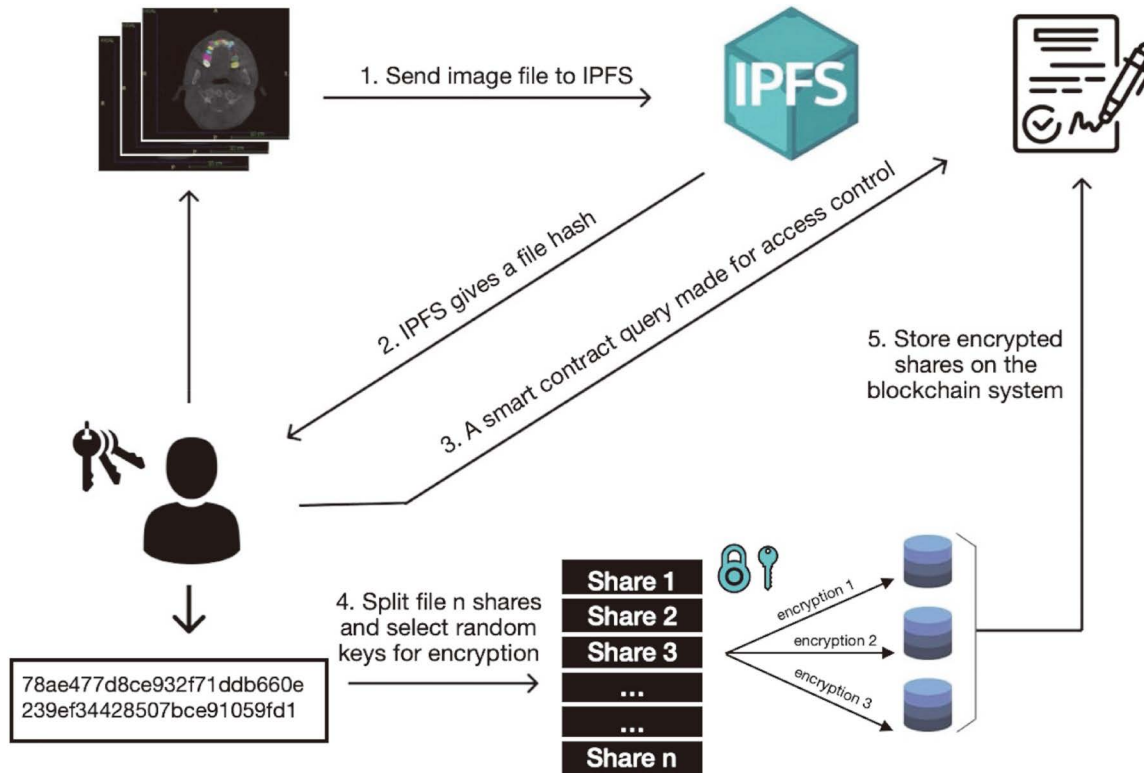 1. Send image file to IPFS
IPFS
2. IPFS gives a file hash
3. A smart contract query made for access control
5. Store encrypted
shares on the
blockchain system
4. Split file n shares
and select random
keys for encryption
78ae477d8ce932f71ddb660e
239ef34428507bce91059fd1
Share 1
Share 2
Share 3
...
...
Share n
encryption 1
encryption 2
encryption 3